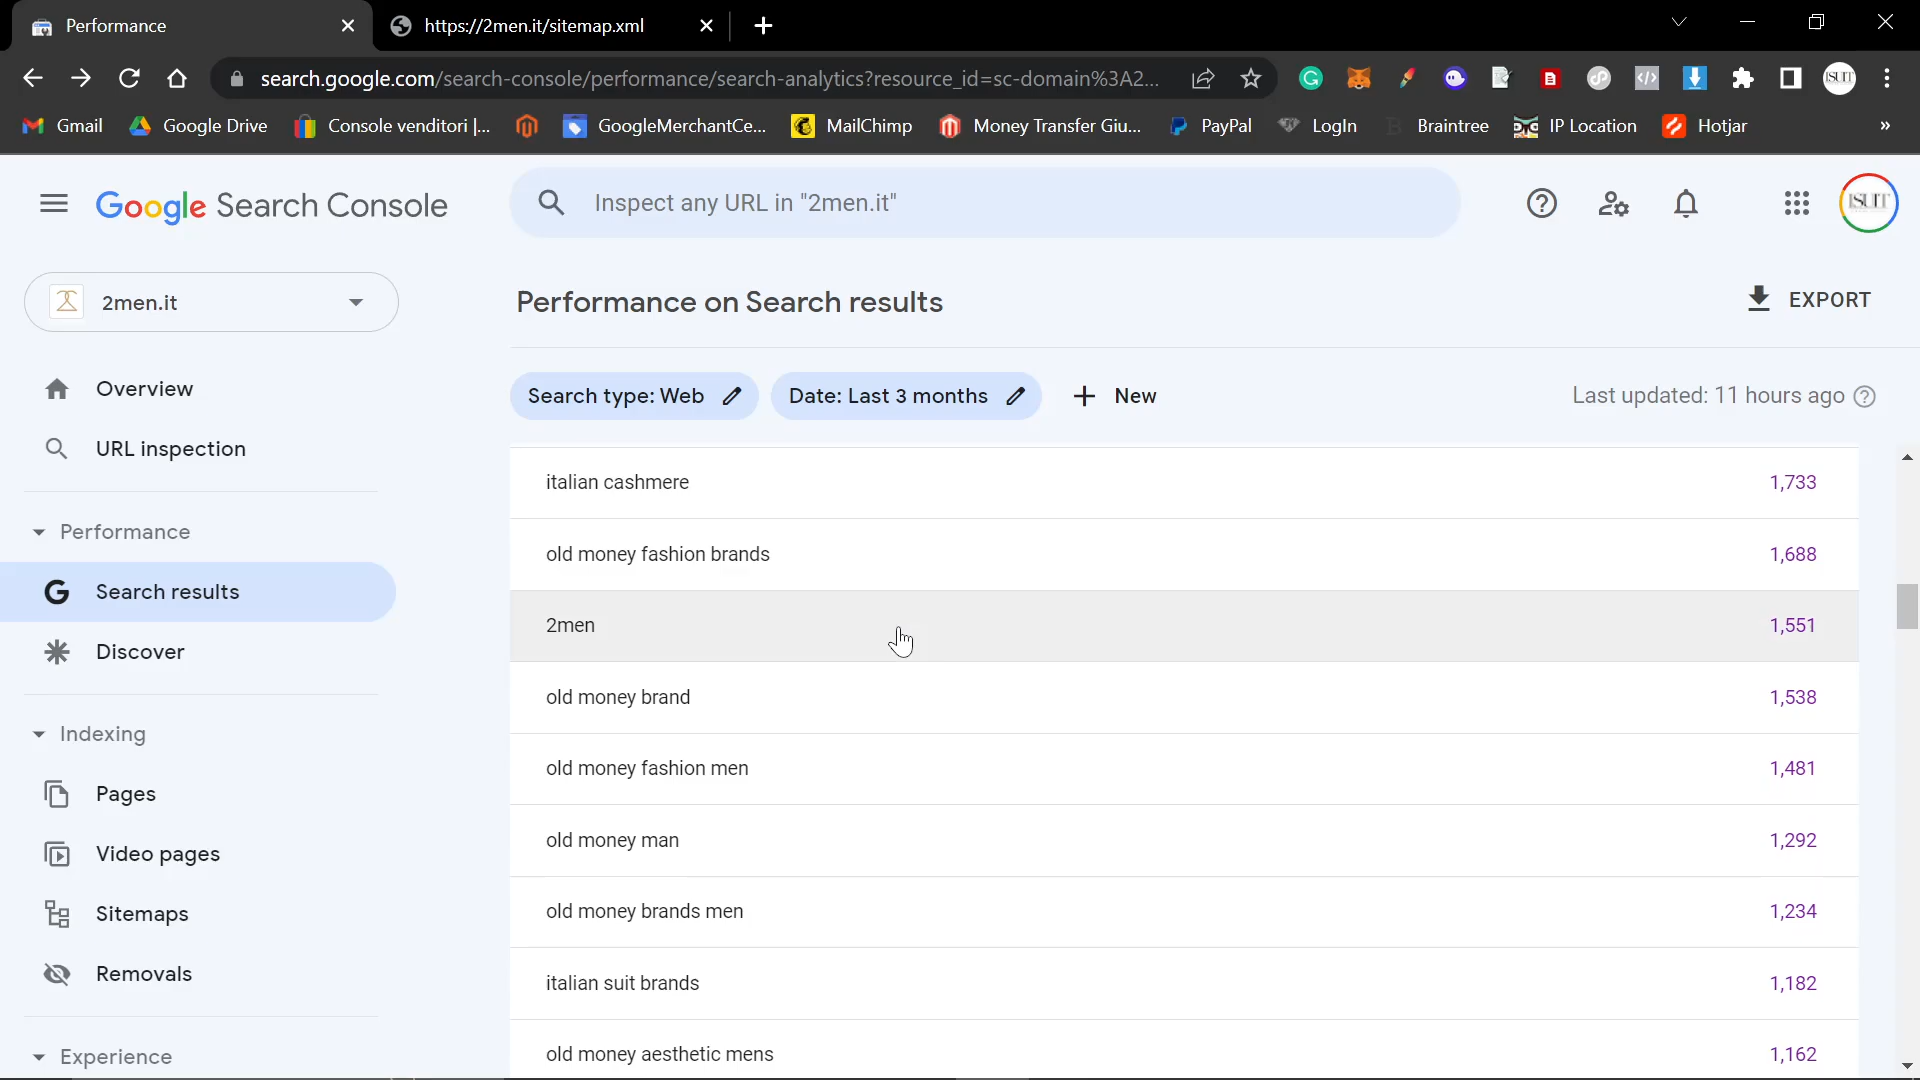 Performance
https://2men.it/sitemap.xml
search.google.com/search-console/performance/search-analytics?resource_id=sc-domain%3A2...
Gmail
Google Drive
Console venditori |...
GoogleMerchantCe...
MailChimp
Money Transfer Giu...
PayPal
LogIn
Braintree
IP Location
Hotjar
»
Google Search Console
Inspect any URL in "2men.it"
ISUIT
2men.it
Performance on Search results
EXPORT
Overview
Search type: Web
Date: Last 3 months
New
Last updated: 11 hours ago
URL inspection
italian cashmere 1,733
Performance
old money fashion brands 1,688
Search results
2men 1,551
Discover
old money brand 1,538
Indexing
old money fashion men 1,481
Pages
old money man 1,292
Video pages
old money brands men 1,234
Sitemaps
italian suit brands 1,182
Removals
old money aesthetic mens 1,162
Experience